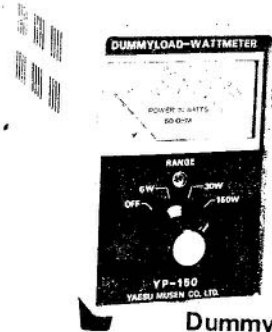 DUMMYLOAD-WATTMETER
POWER IN WATTS
50 OHM
RANGE
6W 30W
OFF 150W
YP-150
YAESU MUSEN CO. LTD.
Dummy